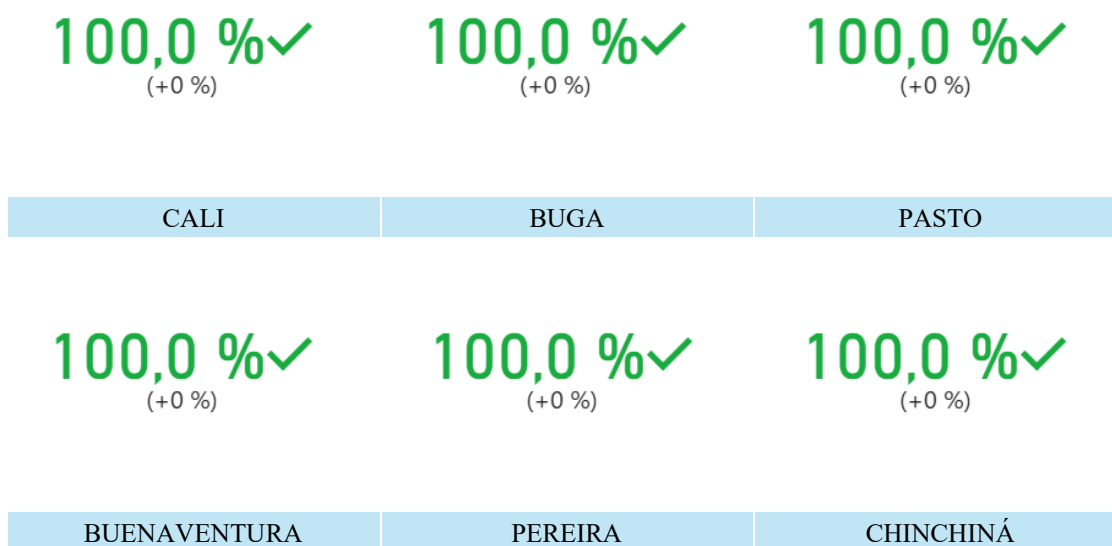 100,0 % 100,0 % 100,0 %
(+0 %) (+0 %) (+0 %)
CALI BUGA PASTO
100,0 % 100,0 % 100,0 %
(+0 %) (+0 %) (+0 %)
BUENAVENTURA PEREIRA CHINCHINÁ